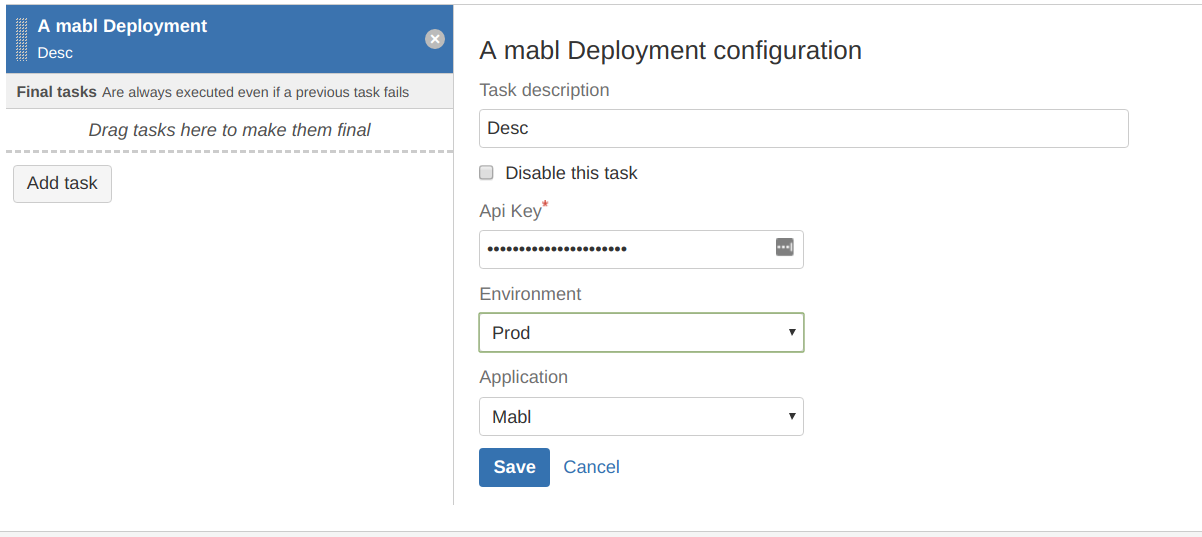 A mabl Deployment
Desc
Final tasks Are always executed even if a previous task fails
Drag tasks here to make them final
Add task
A mabl Deployment configuration
Task description
Desc
Disable this task
Api Key*
••••••••••••••••••••••
Environment
Prod
Application
Mabl
Save Cancel